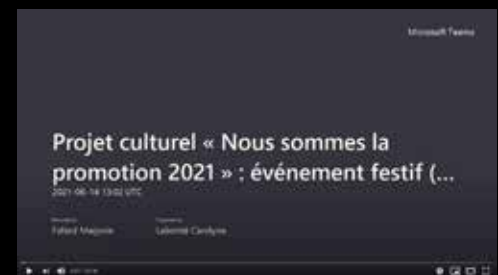 Microsoft Teams
Projet culturel « Nous sommes la
promotion 2021 » : événement festif (...
2021-06-14 13:02 UTC